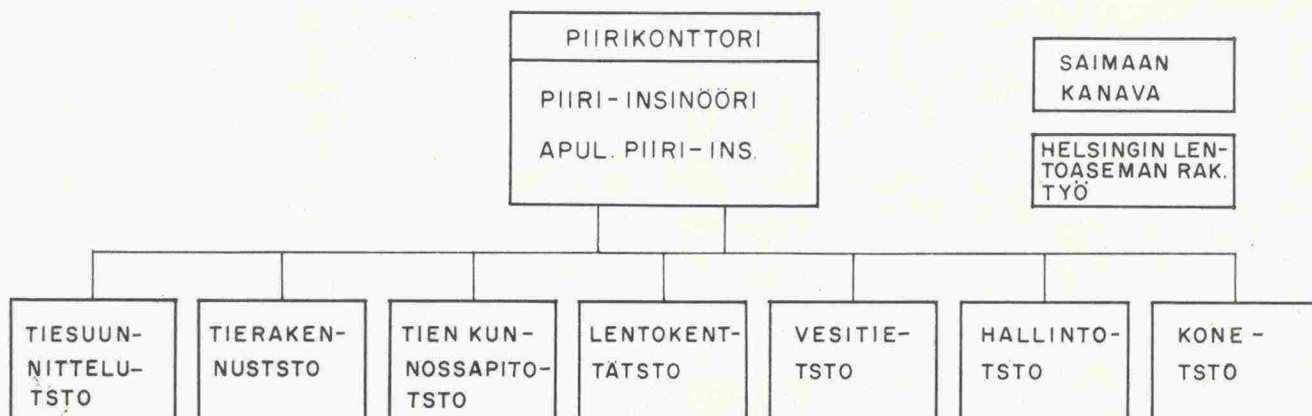 PIIRIKONTTORI
PIIRI-INSINÖÖRI
APUL. PIIRI-INS.
SAIMAAN
KANAVA
HELSINGIN LEN-
TOASEMAN RAK.
TYÖ
TIESUUN-
NITTELU-
TSTO
TIERAKEN-
NUSTSTO
TIEN KUN-
NOSSAPITO-
TSTO
LENTOKENT-
TÄTSTO
VESITIE-
TSTO
HALLINTO-
TSTO
KONE-
TSTO